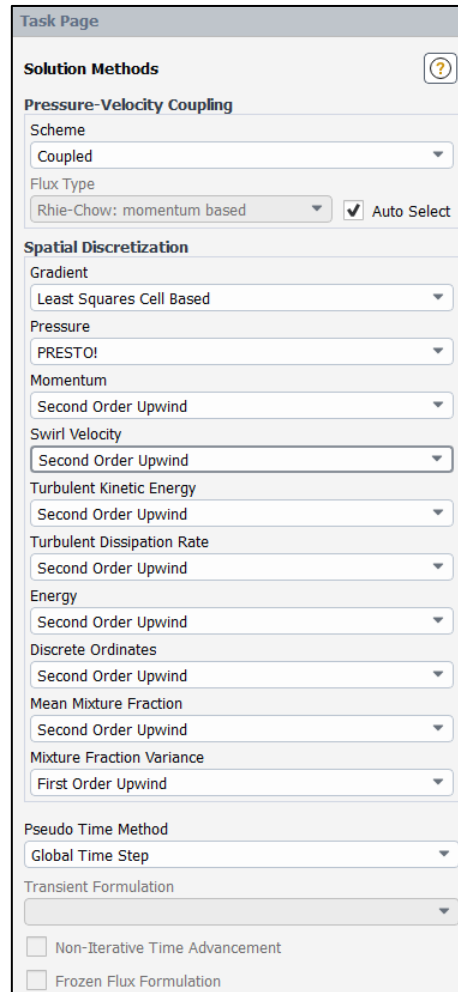 Task Page
Solution Methods
?
Pressure-Velocity Coupling
Scheme
Coupled
Flux Type
Rhie-Chow: momentum based
Auto Select
Spatial Discretization
Gradient
Least Squares Cell Based
Pressure
PRESTO!
Momentum
Second Order Upwind
Swirl Velocity
Second Order Upwind
Turbulent Kinetic Energy
Second Order Upwind
Turbulent Dissipation Rate
Second Order Upwind
Energy
Second Order Upwind
Discrete Ordinates
Second Order Upwind
Mean Mixture Fraction
Second Order Upwind
Mixture Fraction Variance
First Order Upwind
Pseudo Time Method
Global Time Step
Transient Formulation
Non-Iterative Time Advancement
Frozen Flux Formulation